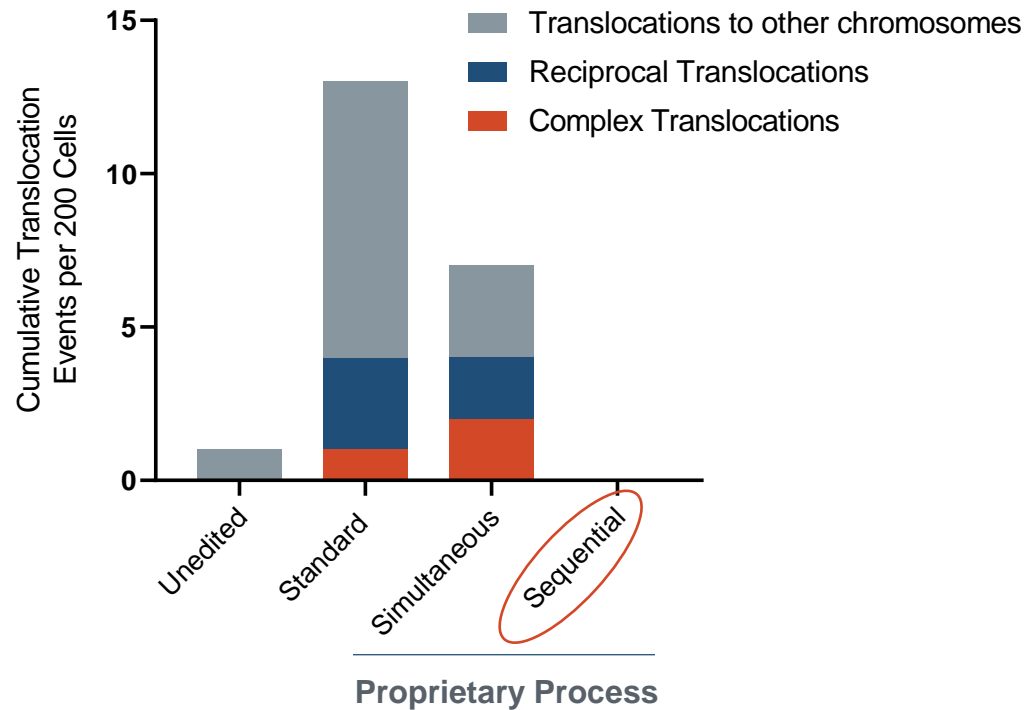 15
10
5
0
Cumulative Translocation
Events per 200 Cells
Translocations to other chromosomes
Reciprocal Translocations
Complex Translocations
Unedited
Standard
Simultaneous
Sequential
Proprietary Process